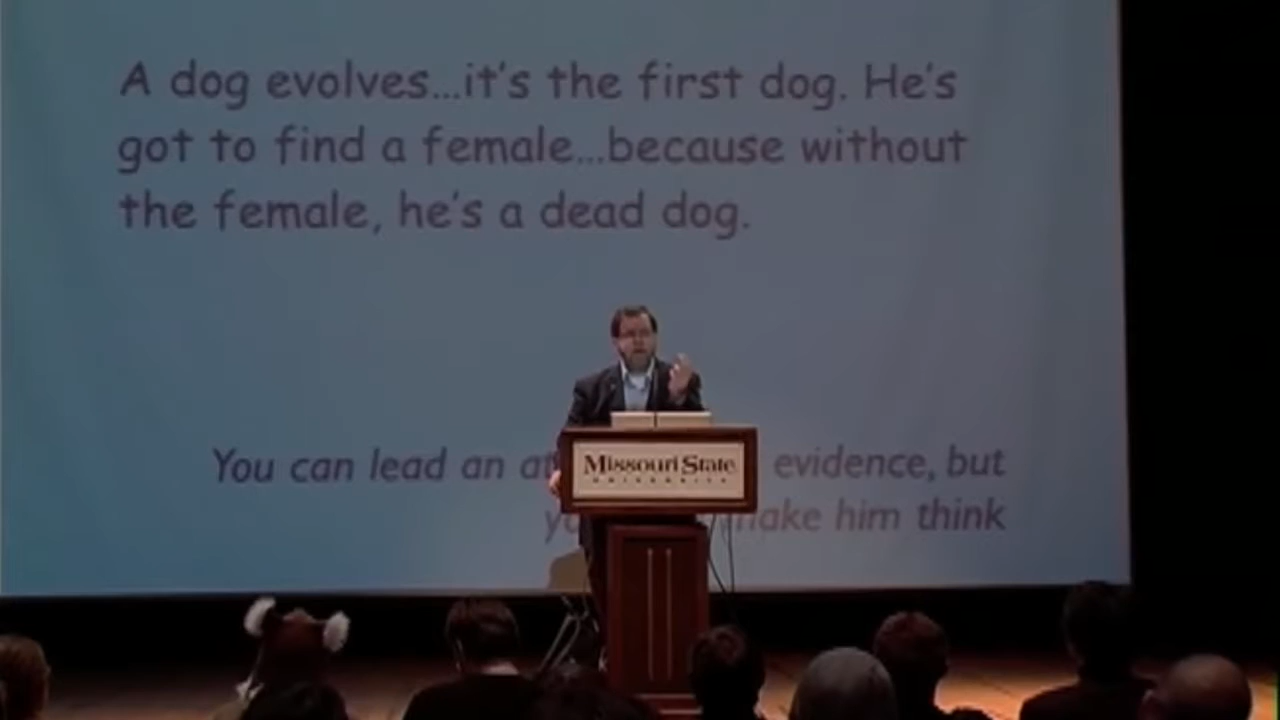 A dog evolves...it's the first dog. He's
got to find a female...because without
the female, he's a dead dog.
You can lead an evidence, but
make him think
Missouri State
UNIVERSITY